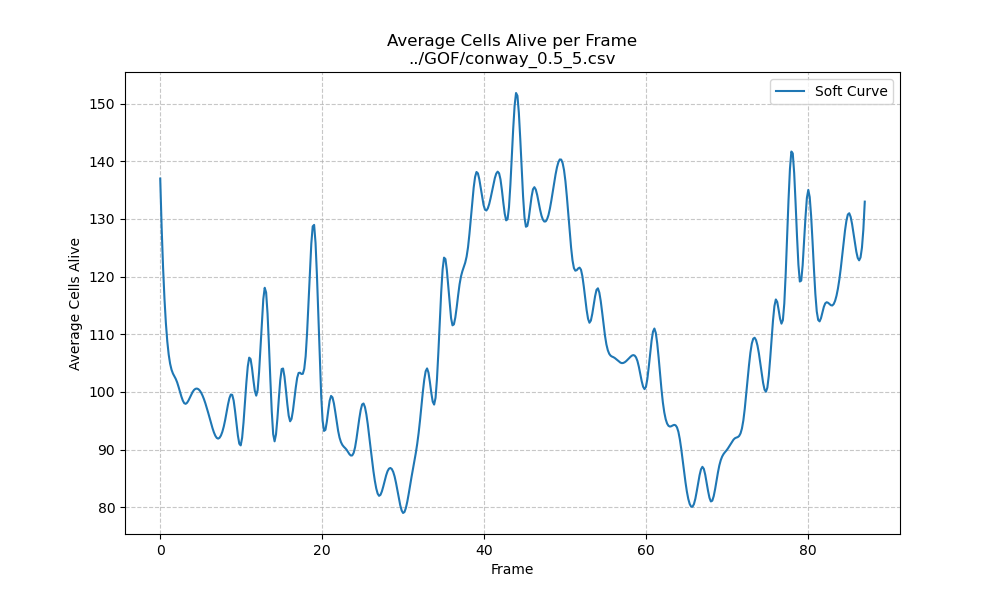 Average Cells Alive per Frame
../GOF/conway_0.5_5.csv
Soft Curve
Average Cells Alive
150
140
130
120
110
100
90
80
0 20 40 60 80
Frame